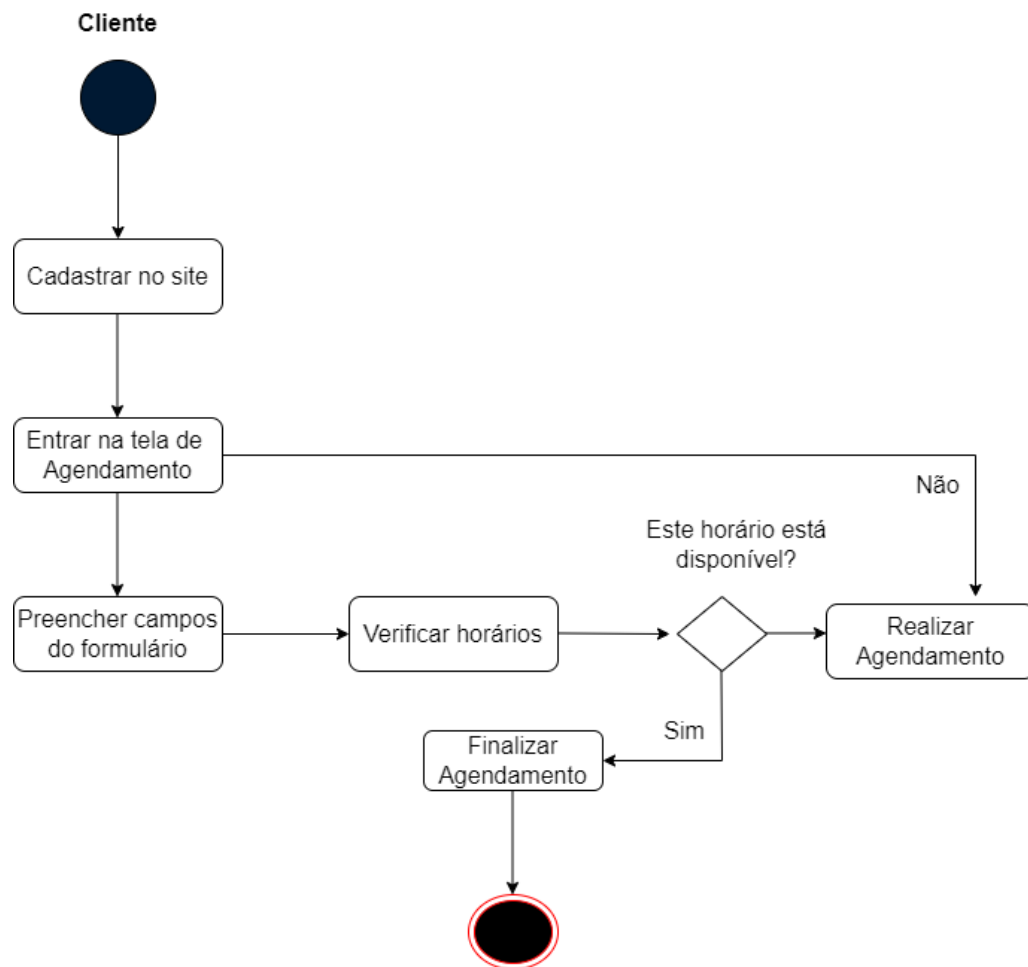 Cliente
Cadastrar no site
Entrar na tela de
Agendamento
Não
Este horário está
disponível?
Preencher campos
do formulário
Verificar horários
Realizar
Agendamento
Sim
Finalizar
Agendamento